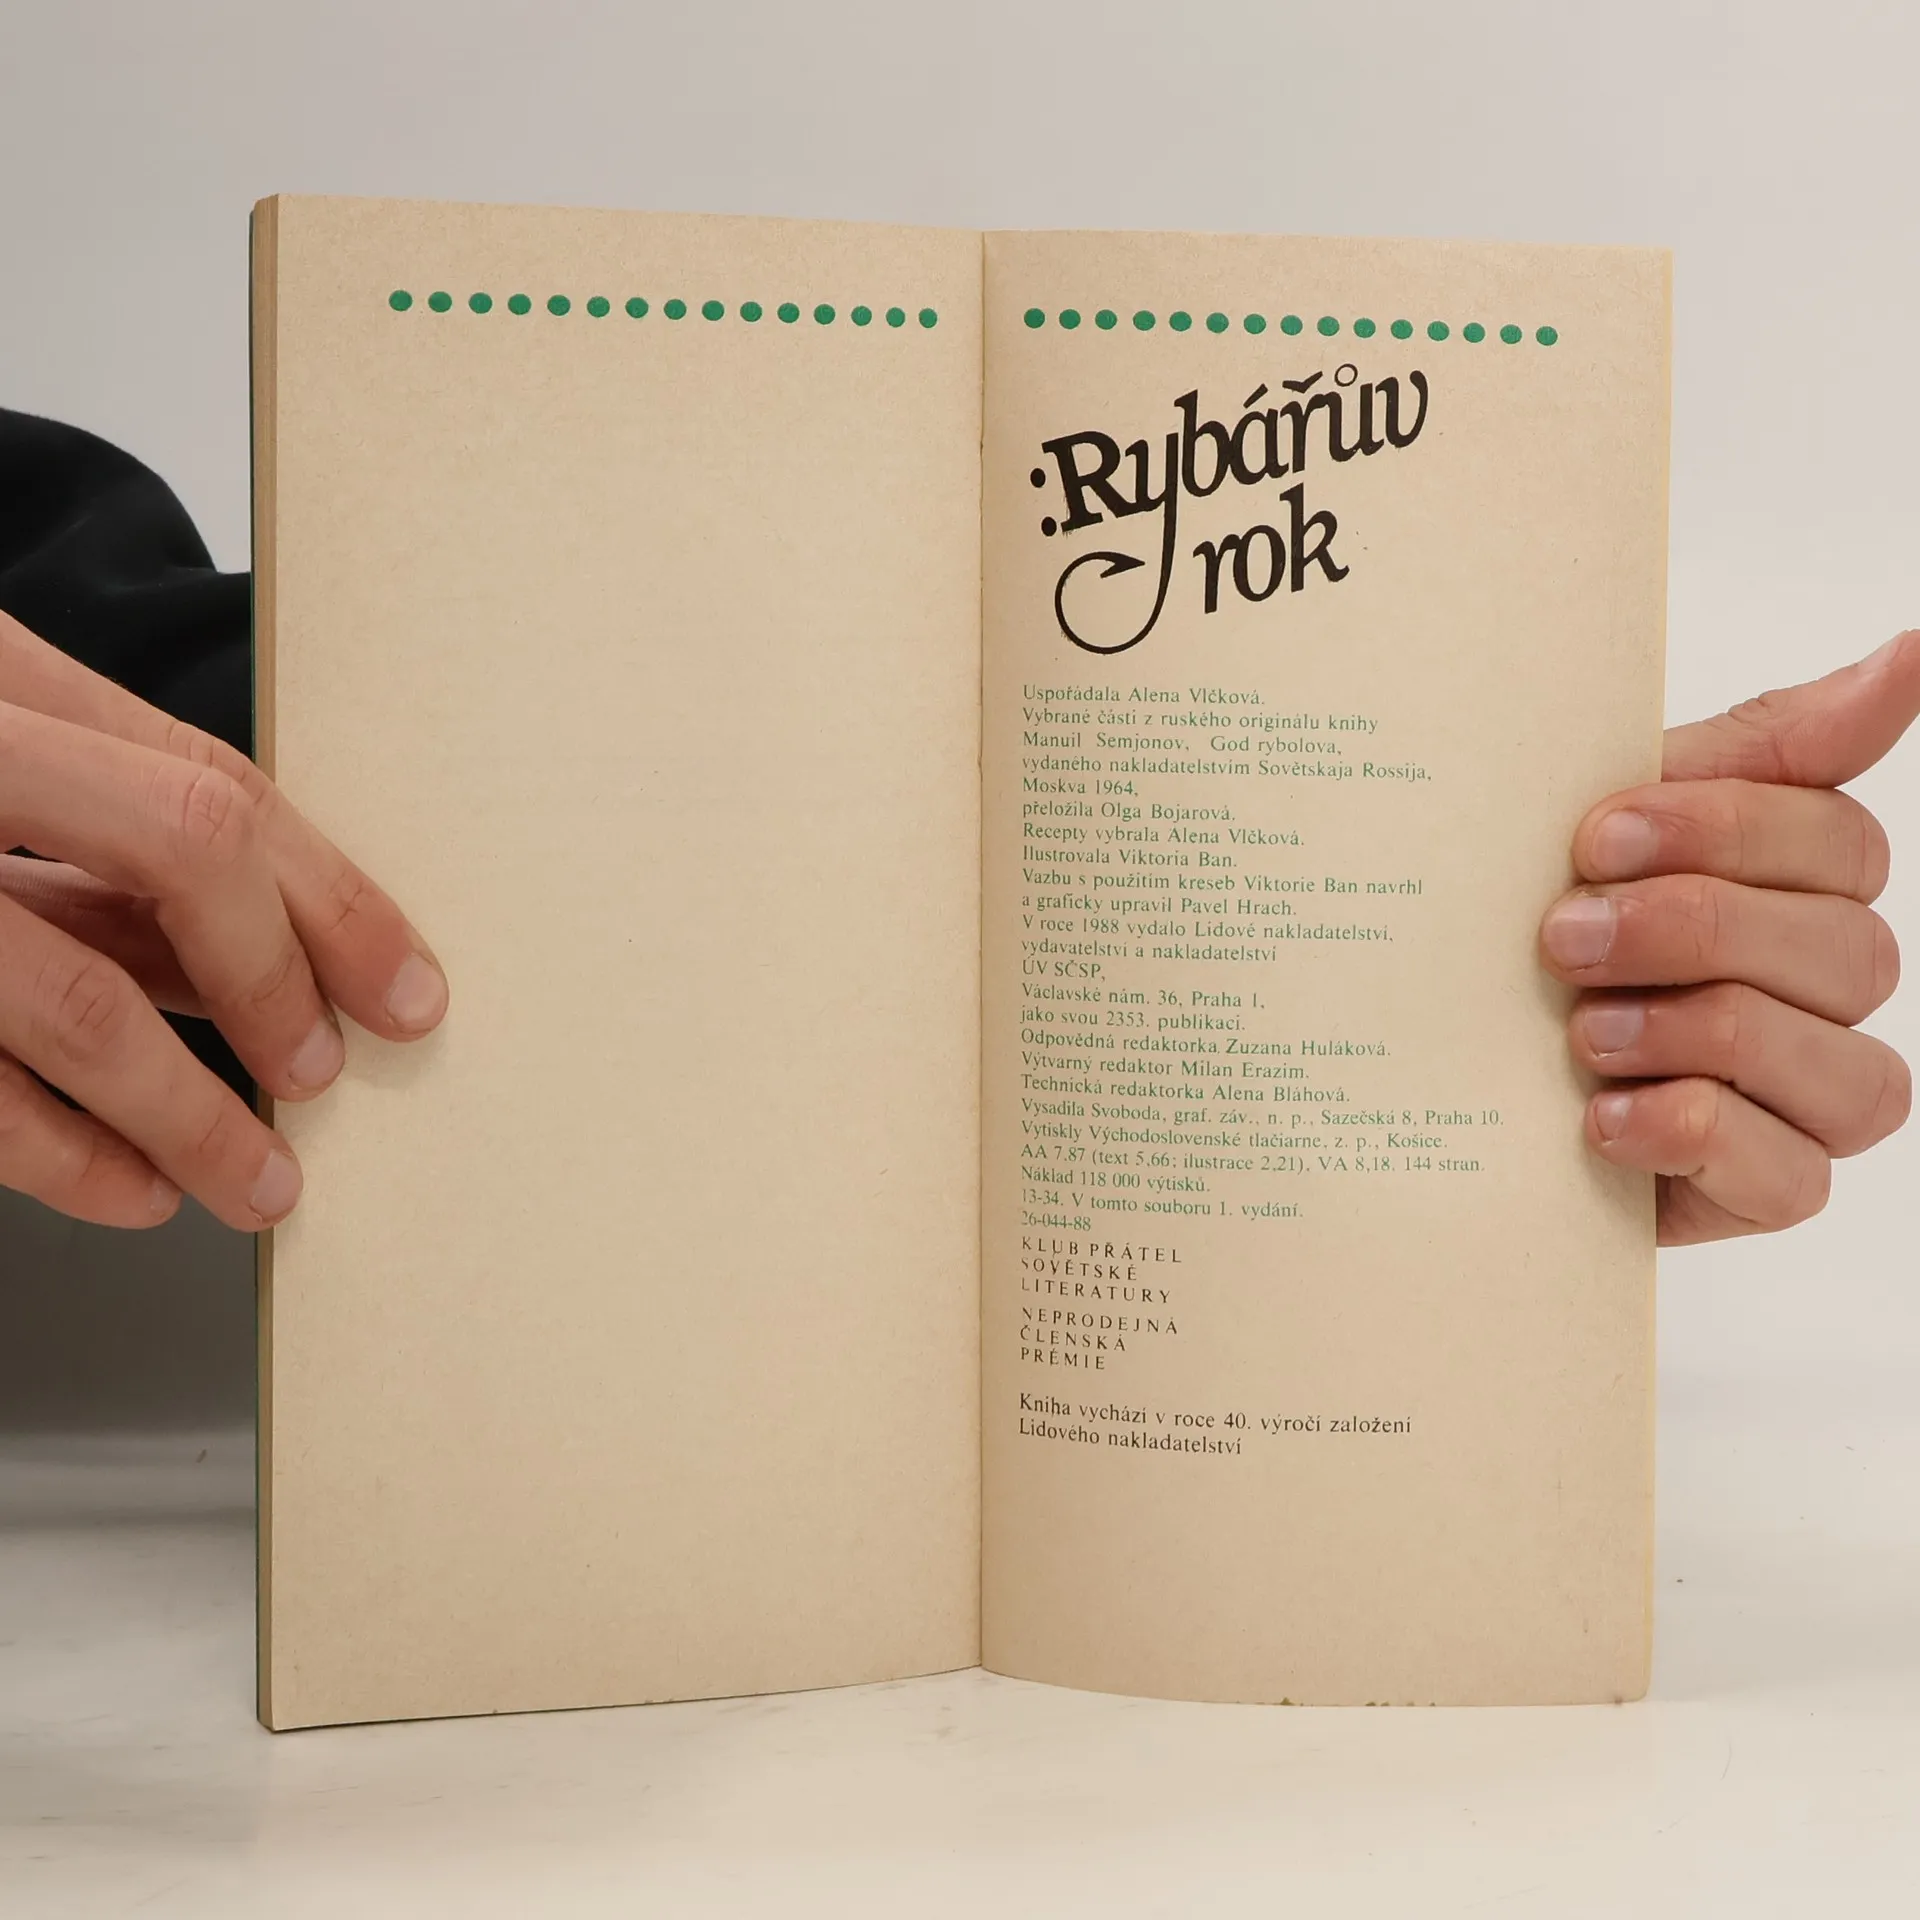 Rybářův
rok
Uspořádala Alena Vlčková.
Vybrané části z ruského originálu knihy
Manuil Semjonov, God rybolova,
vydaného nakladatelstvím Sovětskaja Rossija,
Moskva 1964,
přeložila Olga Bojarová.
Recepty vybrala Alena Vlčková.
Ilustrovala Viktoria Ban.
Vazbu s použitím kreseb Viktorie Ban navrhl
a graficky upravil Pavel Hrach.
V roce 1988 vydalo Lidové nakladatelství,
vydavatelství a nakladatelství
ÚV SČSP,
Václavské nám. 36, Praha 1,
jako svou 2353. publikaci.
Odpovědná redaktorka Zuzana Huláková.
Výtvarný redaktor Milan Erazim.
Technická redaktorka Alena Bláhová.
Vysadila Svoboda, graf. záv., n. p., Sazečská 8, Praha 10.
Vytiskly Východoslovenské tlačiarne, z. p., Košice.
AA 7,87 (text 5,66; ilustrace 2,21), VA 8,18. 144 stran.
Náklad 118 000 výtisků.
13-34. V tomto souboru 1. vydání.
26-044-88
KLUB PŘÁTEL
SOVĚTSKÉ
LITERATURY
NEPRODEJNÁ
ČLENSKÁ
PRÉMIE
Kniha vychází v roce 40. výročí založení
Lidového nakladatelství